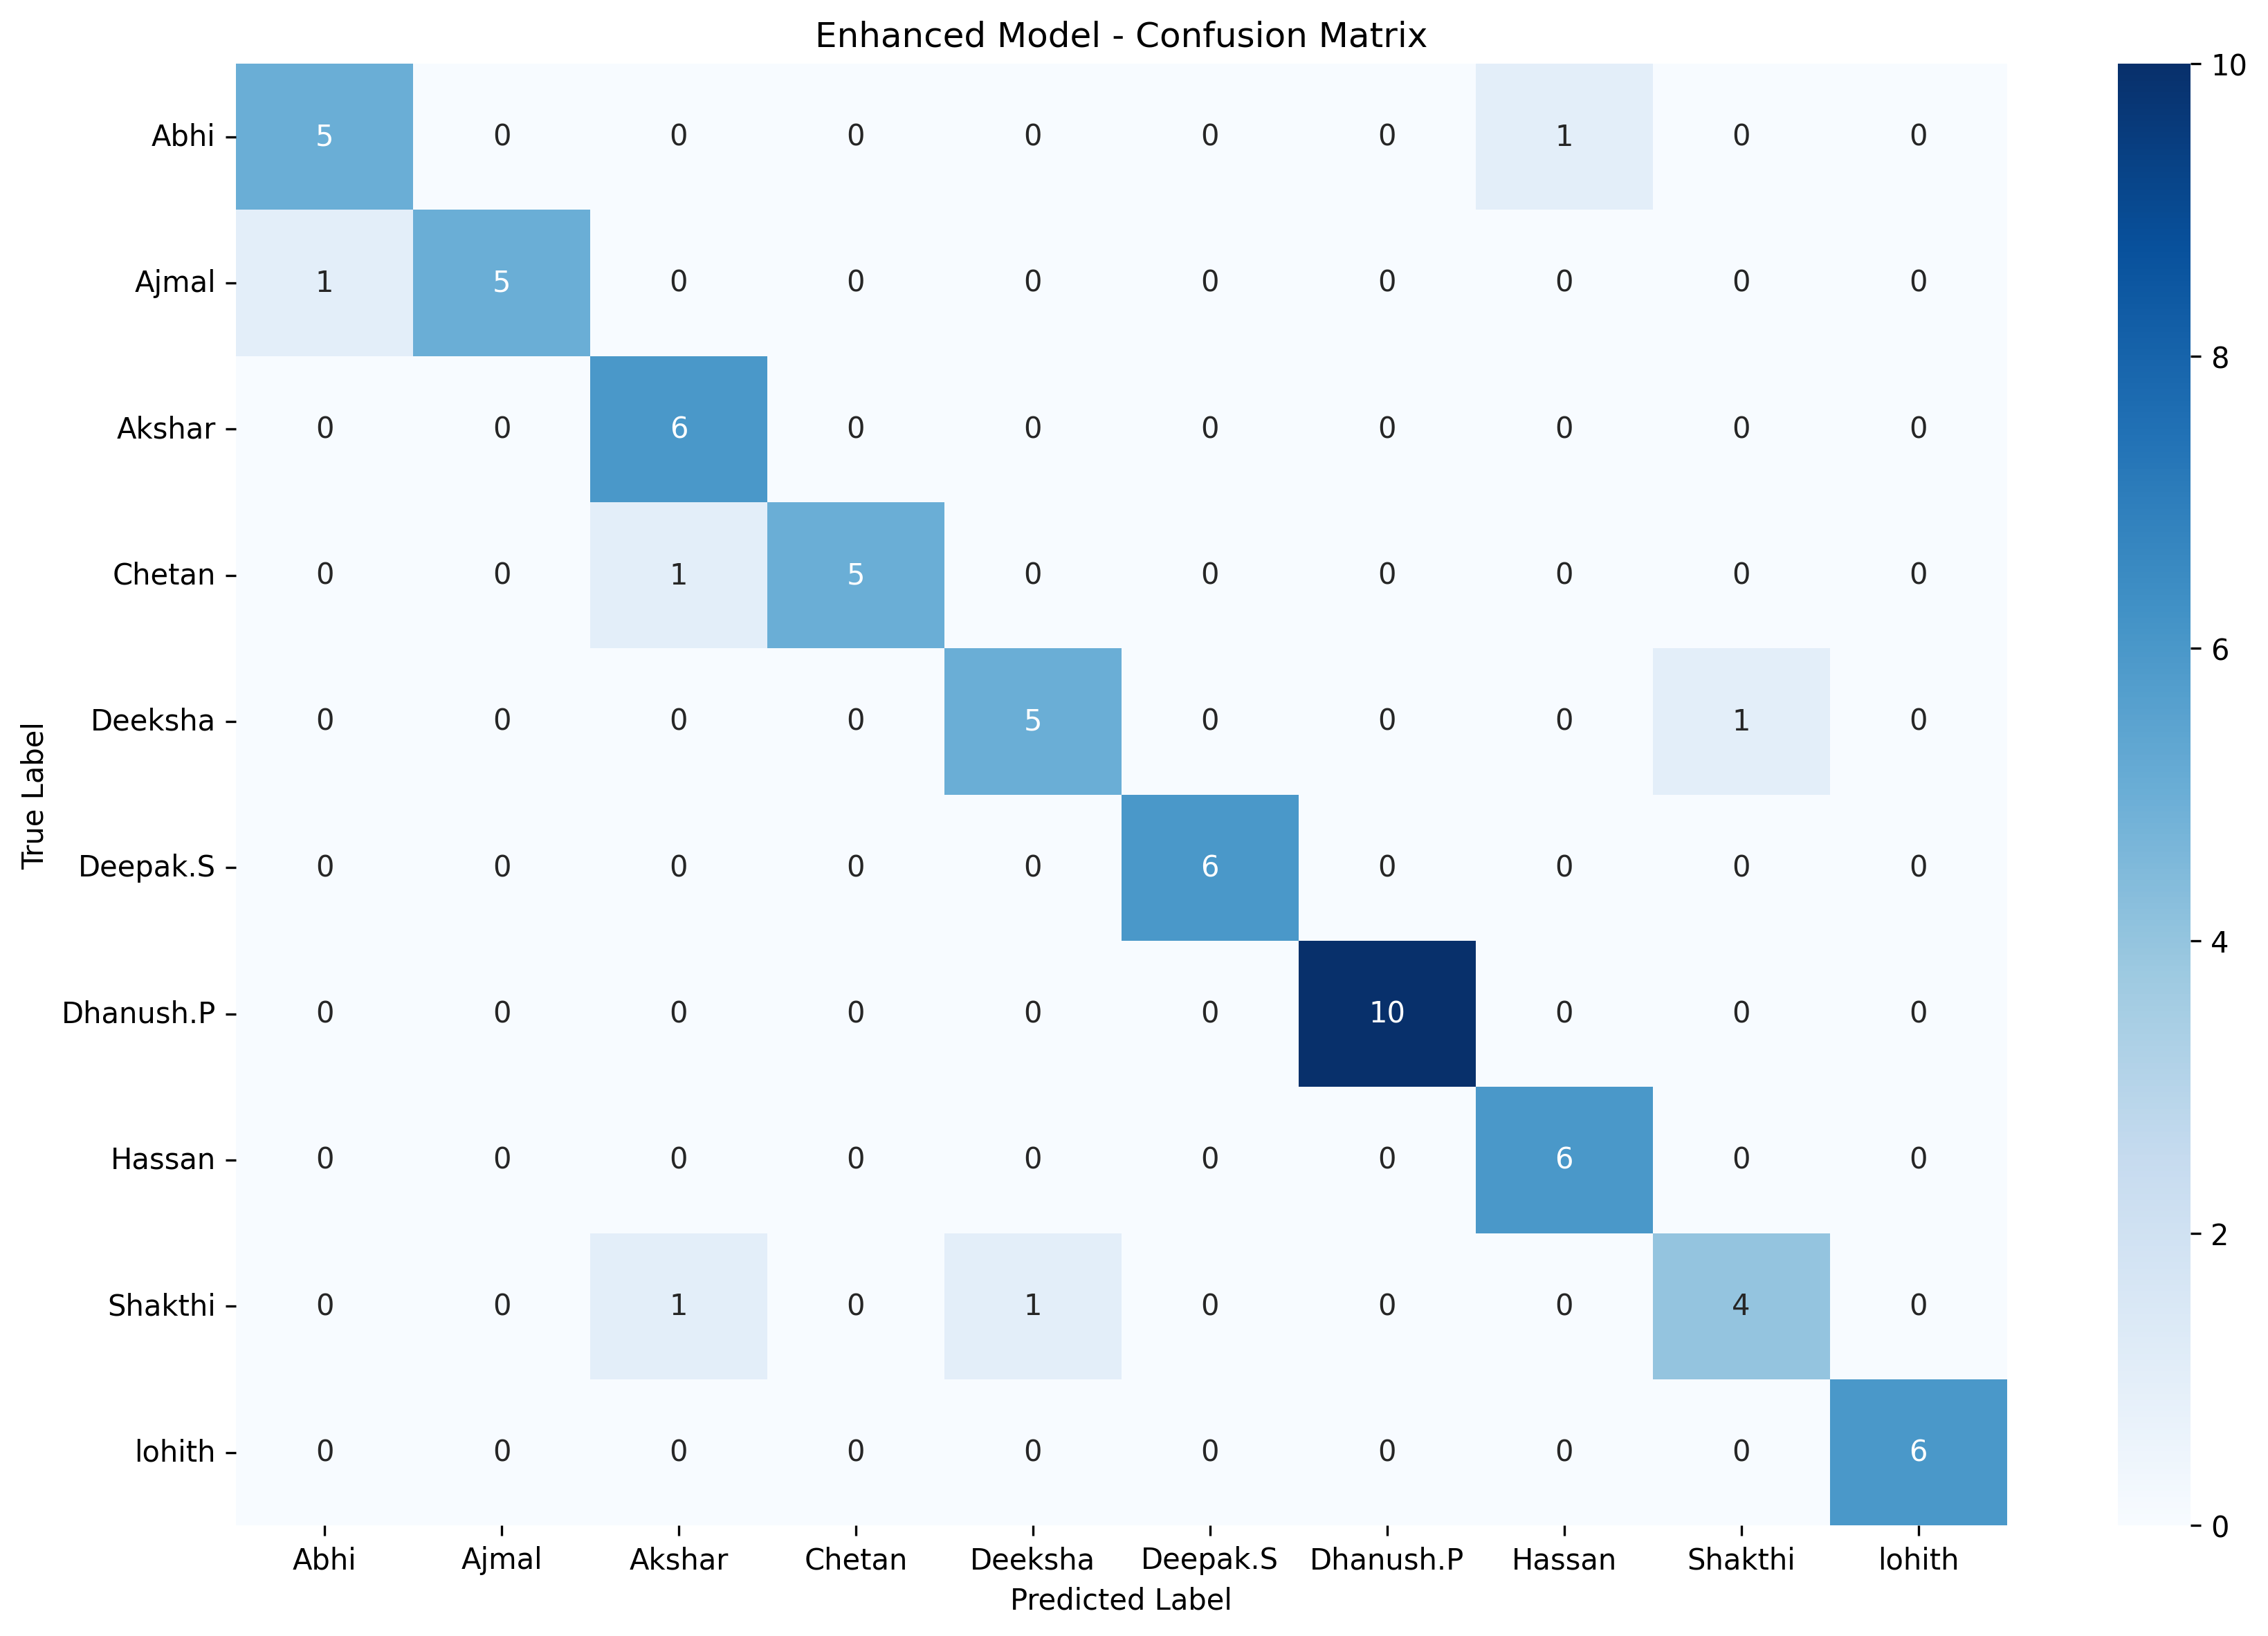 Enhanced Model - Confusion Matrix
Abhi 5 0 0 0 0 0 0 1 0 0
Ajmal 1 5 0 0 0 0 0 0 0 0
Akshar 0 0 6 0 0 0 0 0 0 0
Chetan 0 0 1 5 0 0 0 0 0 0
Deeksha 0 0 0 0 5 0 0 0 1 0
Deepak.S 0 0 0 0 0 6 0 0 0 0
Dhanush.P 0 0 0 0 0 0 10 0 0 0
Hassan 0 0 0 0 0 0 0 6 0 0
Shakthi 0 0 1 0 1 0 0 0 4 0
lohith 0 0 0 0 0 0 0 0 0 6
Abhi Ajmal Akshar Chetan Deeksha Deepak.S Dhanush.P Hassan Shakthi lohith
Predicted Label
True Label
10
8
6
4
2
0